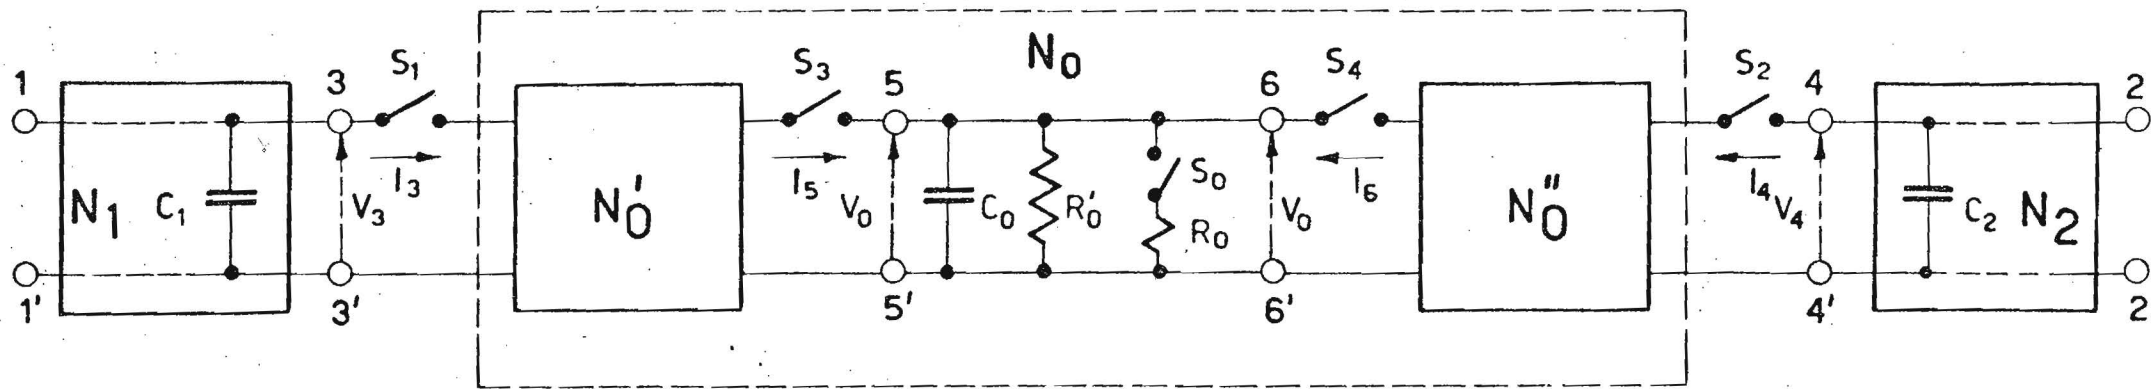 N0
1 3 S1 S3 5 6 S4 S2 4 2
N1 C1 V3 I3 N0' I5 V0 C0 R0' S0 R0 V0 I6 N0'' I4 V4 C2 N2
1' 3' 5' 6' 4' 2